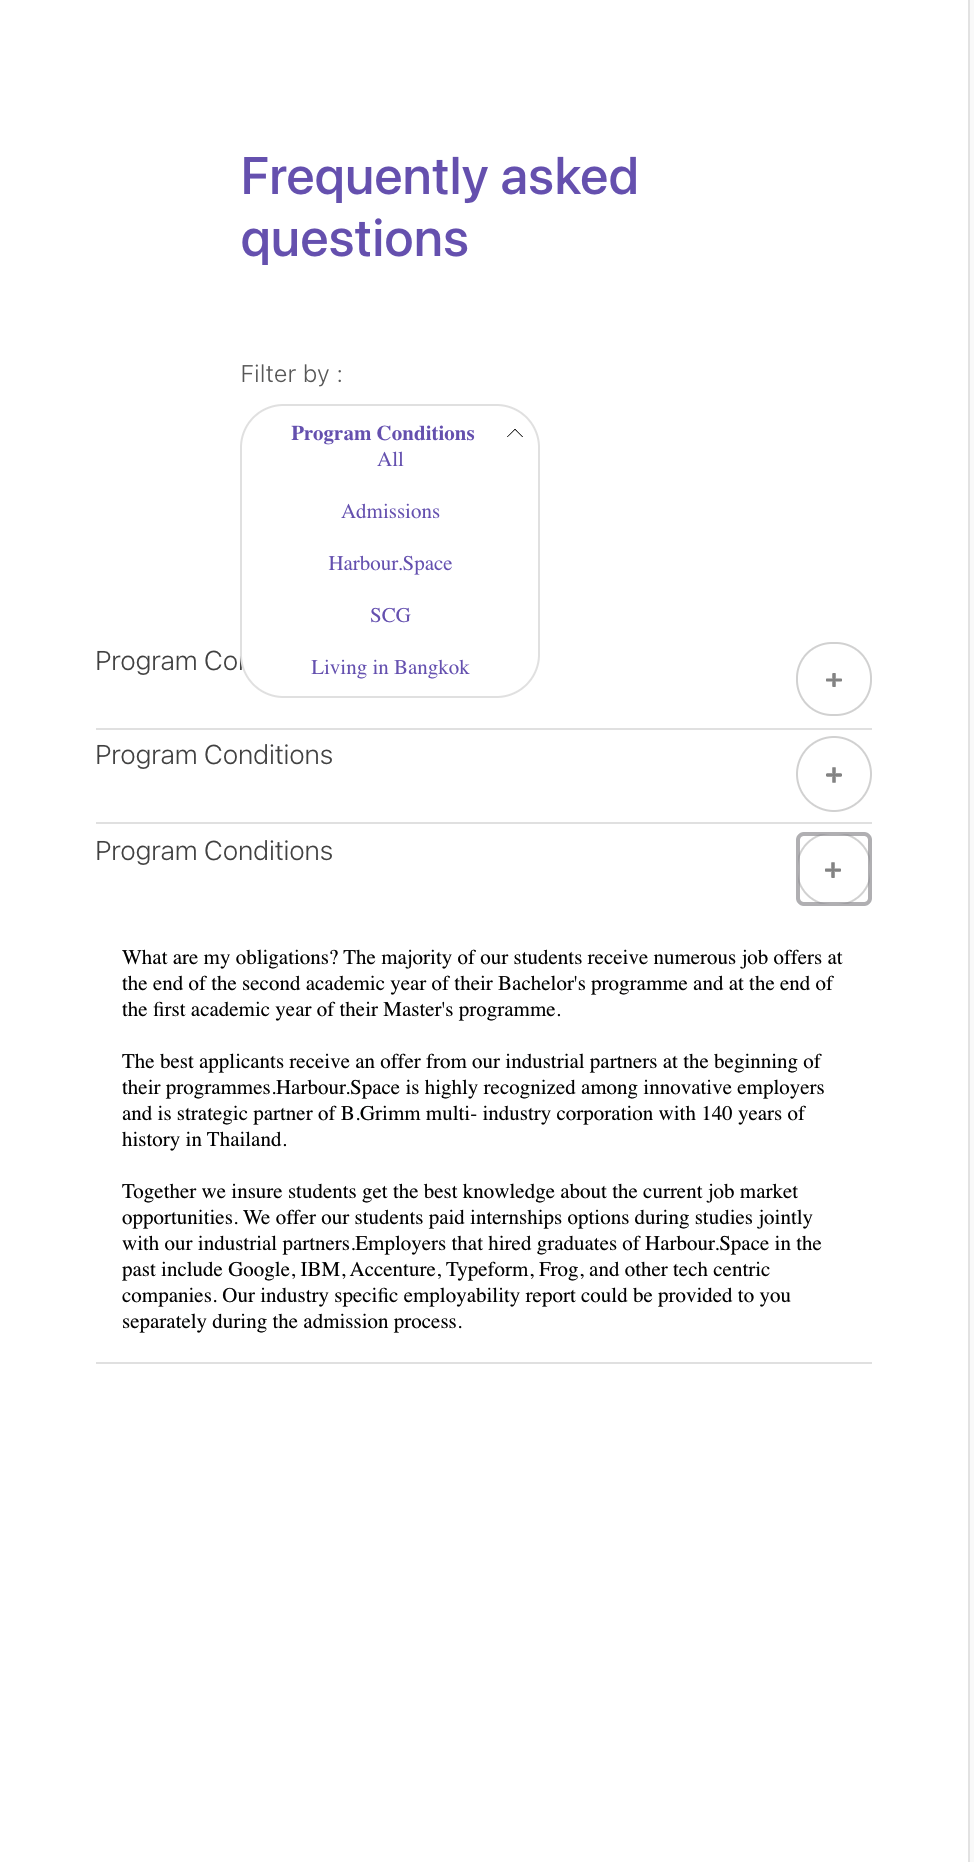 Frequently asked
questions
Filter by :
Program Conditions
All
Admissions
Harbour.Space
SCG
Living in Bangkok
Program
+
Program Conditions
+
Program Conditions
+
What are my obligations? The majority of our students receive numerous job offers at
the end of the second academic year of their Bachelor's programme and at the end of
the first academic year of their Master's programme.
The best applicants receive an offer from our industrial partners at the beginning of
their programmes.Harbour.Space is highly recognized among innovative employers
and is strategic partner of B.Grimm multi- industry corporation with 140 years of
history in Thailand.
Together we insure students get the best knowledge about the current job market
opportunities. We offer our students paid internships options during studies jointly
with our industrial partners.Employers that hired graduates of Harbour.Space in the
past include Google, IBM, Accenture, Typeform, Frog, and other tech centric
companies. Our industry specific employability report could be provided to you
separately during the admission process.